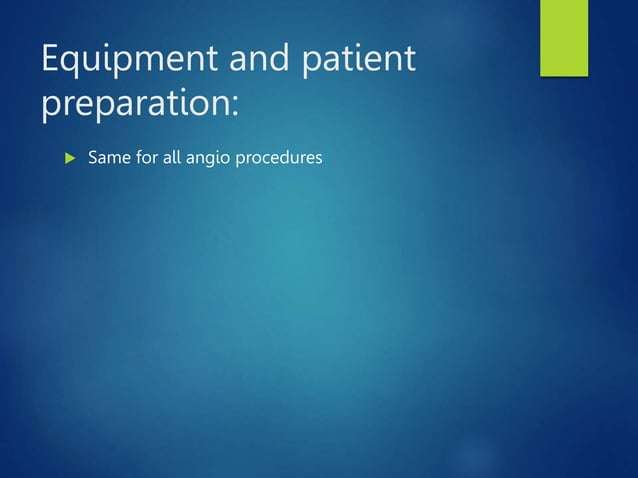 Equipment and patient
preparation:
Same for all angio procedures